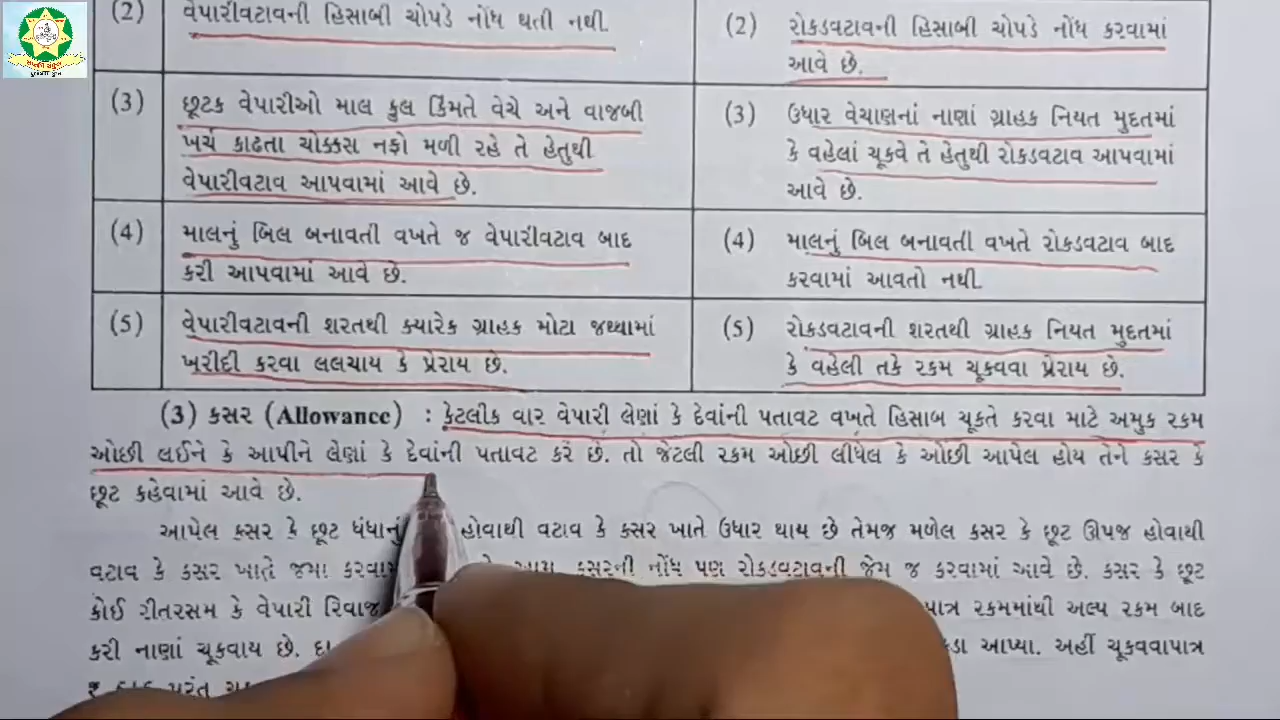 (2) વેપારીવટાવની હિસાબી ચોપડે નોંધ થતી નથી.
(2) રોકડવટાવની હિસાબી ચોપડે નોંધ કરવામાં
આવે છે.
(3) છૂટક વેપારીઓ માલ કુલ કિંમતે વેચે અને વાજબી
ખર્ચ કાઢતા ચોક્કસ નફો મળી રહે તે હેતુથી
વેપારીવટાવ આપવામાં આવે છે.
(3) ઉધાર વેચાણનાં નાણાં ગ્રાહક નિયત મુદતમાં
કે વહેલાં ચૂકવે તે હેતુથી રોકડવટાવ આપવામાં
આવે છે.
(4) માલનું બિલ બનાવતી વખતે જ વેપારીવટાવ બાદ
કરી આપવામાં આવે છે.
(4) માલનું બિલ બનાવતી વખતે રોકડવટાવ બાદ
કરવામાં આવતો નથી.
(5) વેપારીવટાવની શરતથી ક્યારેક ગ્રાહક મોટા જથ્થામાં
ખરીદી કરવા લલચાય કે પ્રેરાય છે.
(5) રોકડવટાવની શરતથી ગ્રાહક નિયત મુદતમાં
કે વહેલી તકે રકમ ચૂકવવા પ્રેરાય છે.
(3) કસર (Allowance) : કેટલીક વાર વેપારી લેણાં કે દેવાંની પતાવટ વખતે હિસાબ ચૂકતે કરવા માટે અમુક રકમ
ઓછી લઈને કે આપીને લેણાં કે દેવાંની પતાવટ કરે છે. તો જેટલી રકમ ઓછી લીધેલ કે ઓછી આપેલ હોય તેને કસર કે
છૂટ કહેવામાં આવે છે.
આપેલ કસર કે છૂટ ધંધાનું હોવાથી વટાવ કે કસર ખાતે ઉધાર થાય છે તેમજ મળેલ કસર કે છૂટ ઊપજ હોવાથી
વટાવ કે કસર ખાતે જમા આમ, કસરની નોંધ પણ રોકડવટાવની જેમ જ કરવામાં આવે છે. કસર કે છૂટ
કોઈ રીતરસમ કે વેપારી રિવાજ પાત્ર રકમમાંથી અલ્પ રકમ બાદ
કરી નાણાં ચૂકવાય છે. આપ્યા. અહીં ચૂકવવાપાત્ર